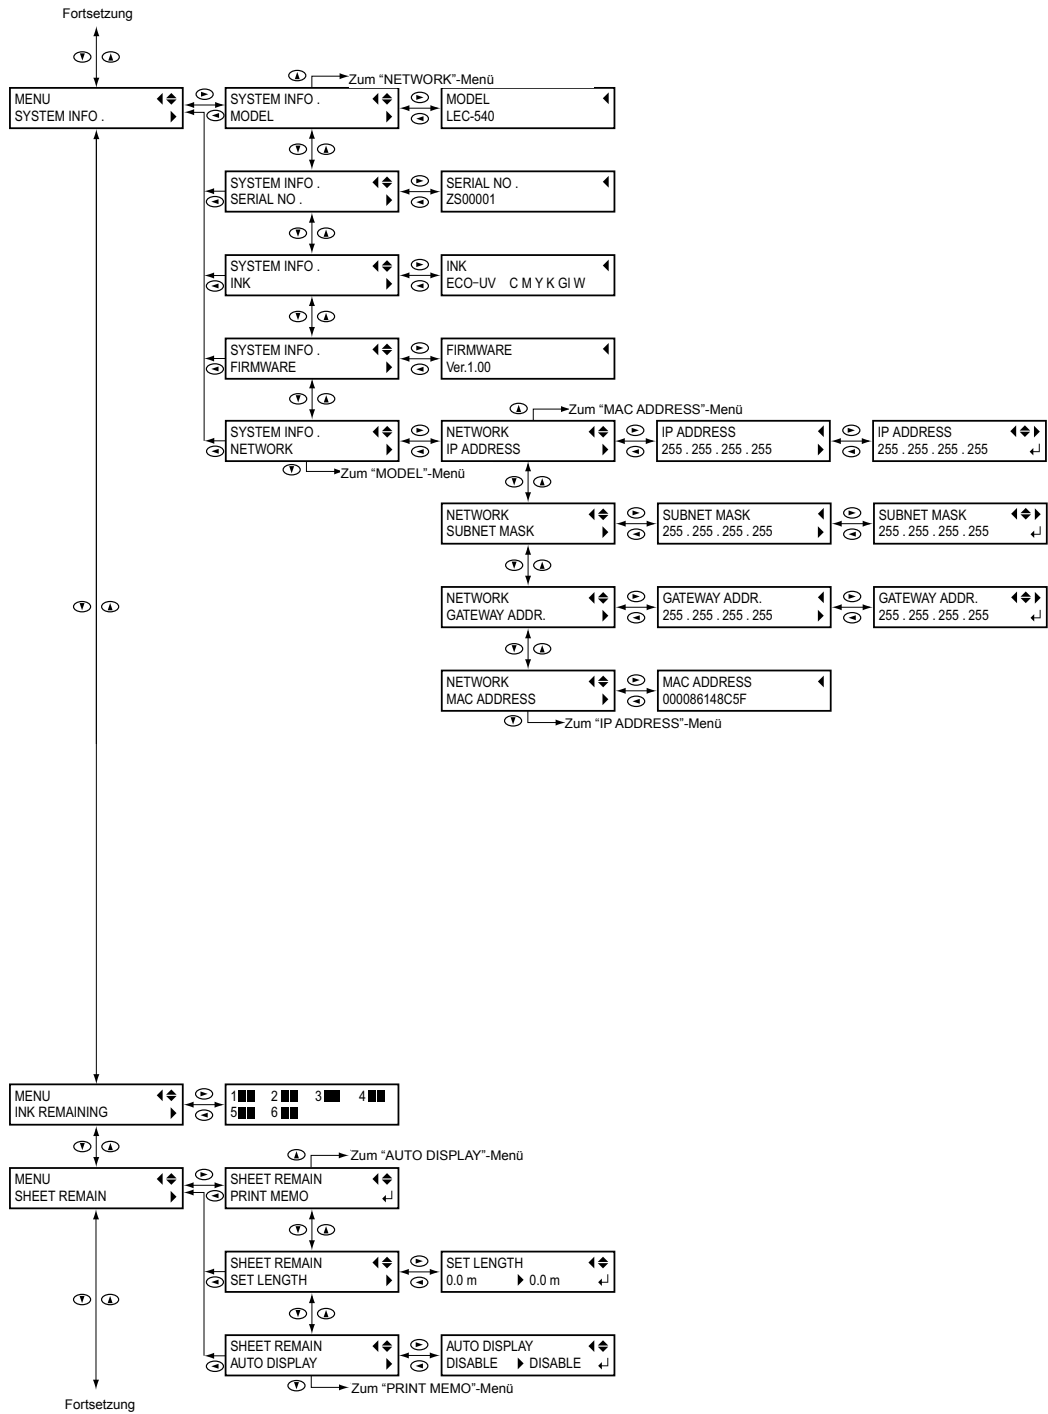 Fortsetzung
Zum “NETWORK”-Menü
MENU
SYSTEM INFO .
SYSTEM INFO .
MODEL
MODEL
LEC-540
SYSTEM INFO .
SERIAL NO .
SERIAL NO .
ZS00001
SYSTEM INFO .
INK
INK
ECO-UV C M Y K Gl W
SYSTEM INFO .
FIRMWARE
FIRMWARE
Ver.1.00
Zum “MAC ADDRESS”-Menü
SYSTEM INFO .
NETWORK
NETWORK
IP ADDRESS
IP ADDRESS
255 . 255 . 255 . 255
IP ADDRESS
255 . 255 . 255 . 255
Zum “MODEL”-Menü
NETWORK
SUBNET MASK
SUBNET MASK
255 . 255 . 255 . 255
SUBNET MASK
255 . 255 . 255 . 255
NETWORK
GATEWAY ADDR.
GATEWAY ADDR.
255 . 255 . 255 . 255
GATEWAY ADDR.
255 . 255 . 255 . 255
NETWORK
MAC ADDRESS
MAC ADDRESS
000086148C5F
Zum “IP ADDRESS”-Menü
MENU
INK REMAINING
1 2 3 4
5 6
Zum “AUTO DISPLAY”-Menü
MENU
SHEET REMAIN
SHEET REMAIN
PRINT MEMO
SHEET REMAIN
SET LENGTH
SET LENGTH
0.0 m 0.0 m
SHEET REMAIN
AUTO DISPLAY
AUTO DISPLAY
DISABLE DISABLE
Zum “PRINT MEMO”-Menü
Fortsetzung